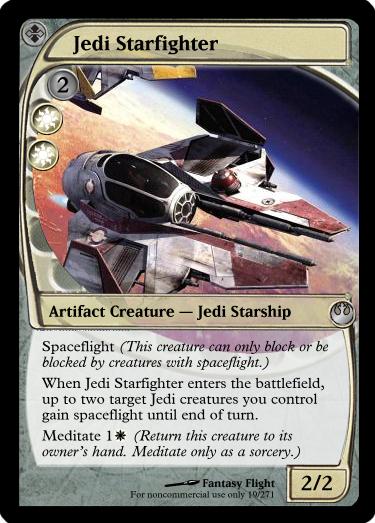 Jedi Starfighter
2
Artifact Creature — Jedi Starship
Spaceflight (This creature can only block or be
blocked by creatures with spaceflight.)
When Jedi Starfighter enters the battlefield,
up to two target Jedi creatures you control
gain spaceflight until end of turn.
Meditate 1 (Return this creature to its
owner's hand. Meditate only as a sorcery.)
Fantasy Flight
For noncommercial use only 19/271
2/2